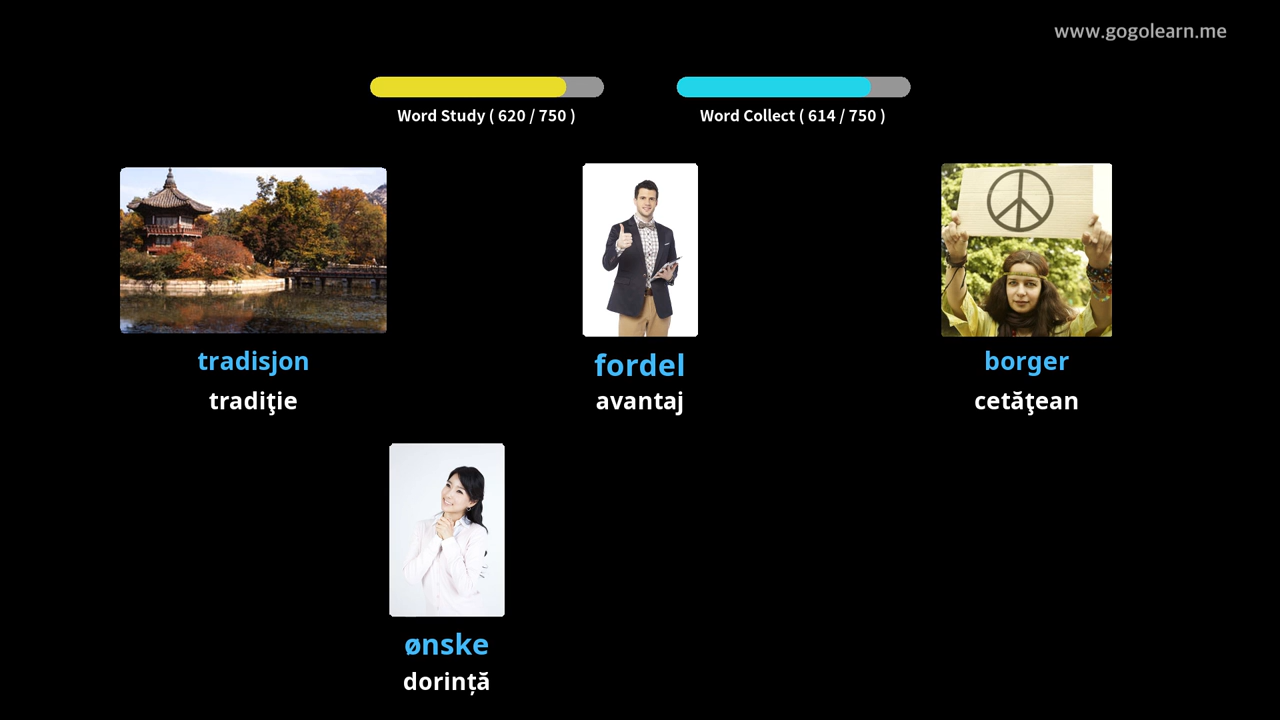 www.gogolearn.me
Word Study ( 620 / 750 )
Word Collect ( 614 / 750 )
tradisjon
tradiţie
fordel
avantaj
borger
cetăţean
ønske
dorință